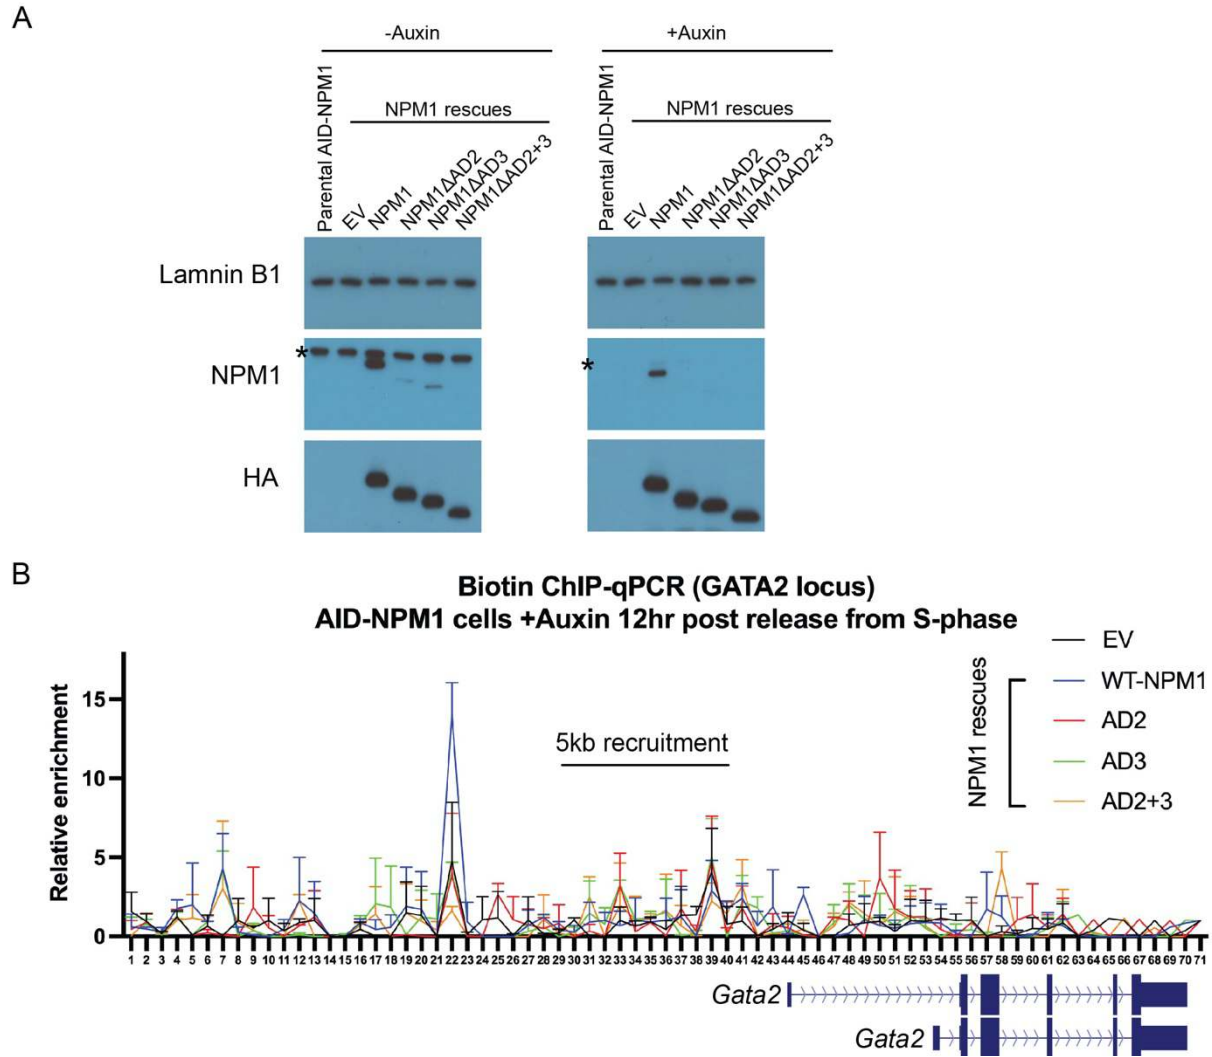 A
-Auxin
+Auxin
Parental AID-NPM1
NPM1 rescues
EV
NPM1
NPM1ΔAD2
NPM1ΔAD3
NPM1ΔAD2+3
Parental AID-NPM1
NPM1 rescues
EV
NPM1
NPM1ΔAD2
NPM1ΔAD3
NPM1ΔAD2+3
Lamnin B1
*
*
NPM1
HA
B
Biotin ChIP-qPCR (GATA2 locus)
AID-NPM1 cells +Auxin 12hr post release from S-phase
EV
WT-NPM1
AD2
AD3
AD2+3
NPM1 rescues
5kb recruitment
Relative enrichment
15
10
5
0
1 2 3 4 5 6 7 8 9 10 11 12 13 14 15 16 17 18 19 20 21 22 23 24 25 26 27 28 29 30 31 32 33 34 35 36 37 38 39 40 41 42 43 44 45 46 47 48 49 50 51 52 53 54 55 56 57 58 59 60 61 62 63 64 65 66 67 68 69 70 71
Gata2
Gata2